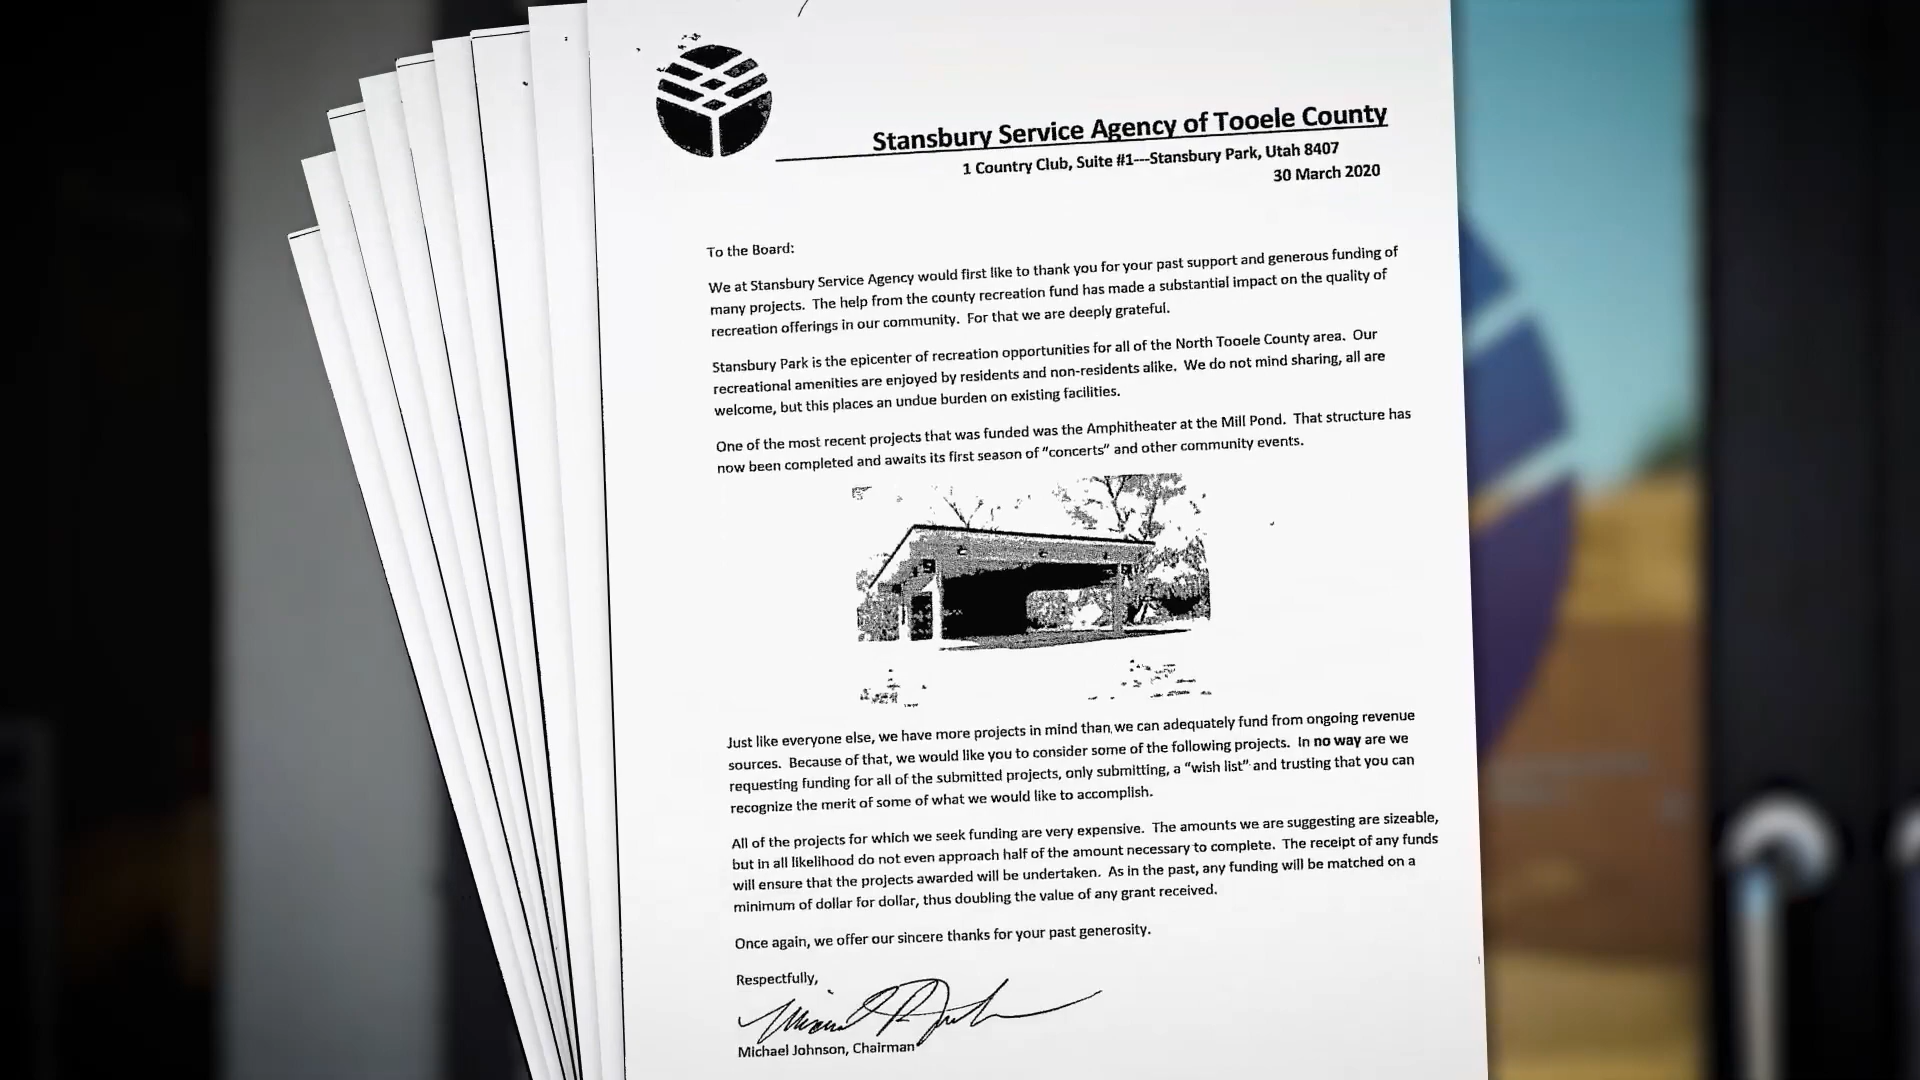 Stansbury Service Agency of Tooele County
1 Country Club, Suite #1---Stansbury Park, Utah 8407
30 March 2020
To the Board:
We at Stansbury Service Agency would first like to thank you for your past support and generous funding of
many projects. The help from the county recreation fund has made a substantial impact on the quality of
recreation offerings in our community. For that we are deeply grateful.
Stansbury Park is the epicenter of recreation opportunities for all of the North Tooele County area. Our
recreational amenities are enjoyed by residents and non-residents alike. We do not mind sharing, all are
welcome, but this places an undue burden on existing facilities.
One of the most recent projects that was funded was the Amphitheater at the Mill Pond. That structure has
now been completed and awaits its first season of "concerts" and other community events.
Just like everyone else, we have more projects in mind than we can adequately fund from ongoing revenue
sources. Because of that, we would like you to consider some of the following projects. In no way are we
requesting funding for all of the submitted projects, only submitting, a "wish list" and trusting that you can
recognize the merit of some of what we would like to accomplish.
All of the projects for which we seek funding are very expensive. The amounts we are suggesting are sizeable,
but in all likelihood do not even approach half of the amount necessary to complete. The receipt of any funds
will ensure that the projects awarded will be undertaken. As in the past, any funding will be matched on a
minimum of dollar for dollar, thus doubling the value of any grant received.
Once again, we offer our sincere thanks for your past generosity.
Respectfully,
Michael Johnson, Chairman